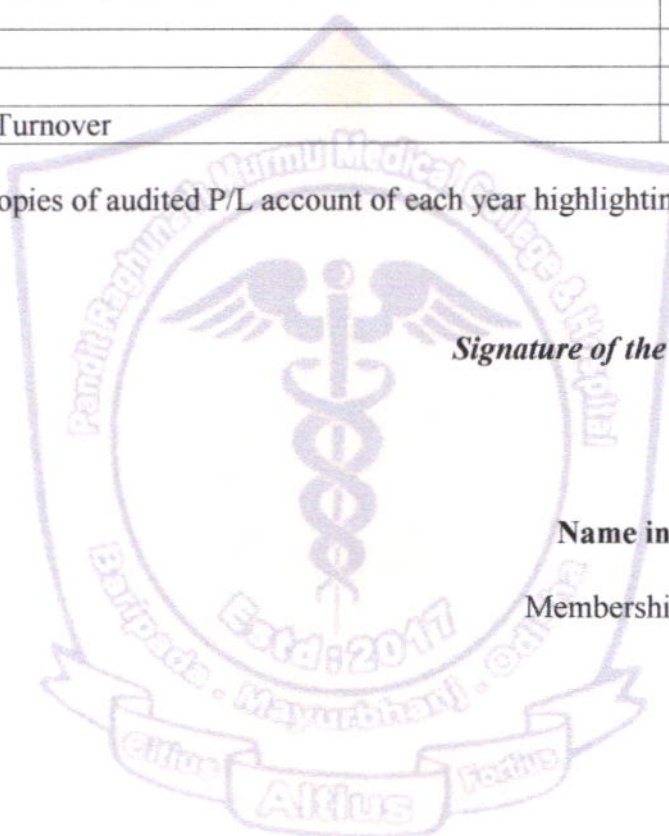 Turnover
opies of audited P/L account of each year highlightin
Signature of the
Name in
Membershi
Pandit Raghunath Murmu Medical College & Hospital
Estd : 2017
Baripada - Mayurbhanj - Odisha
Citius
Altius
Fortius